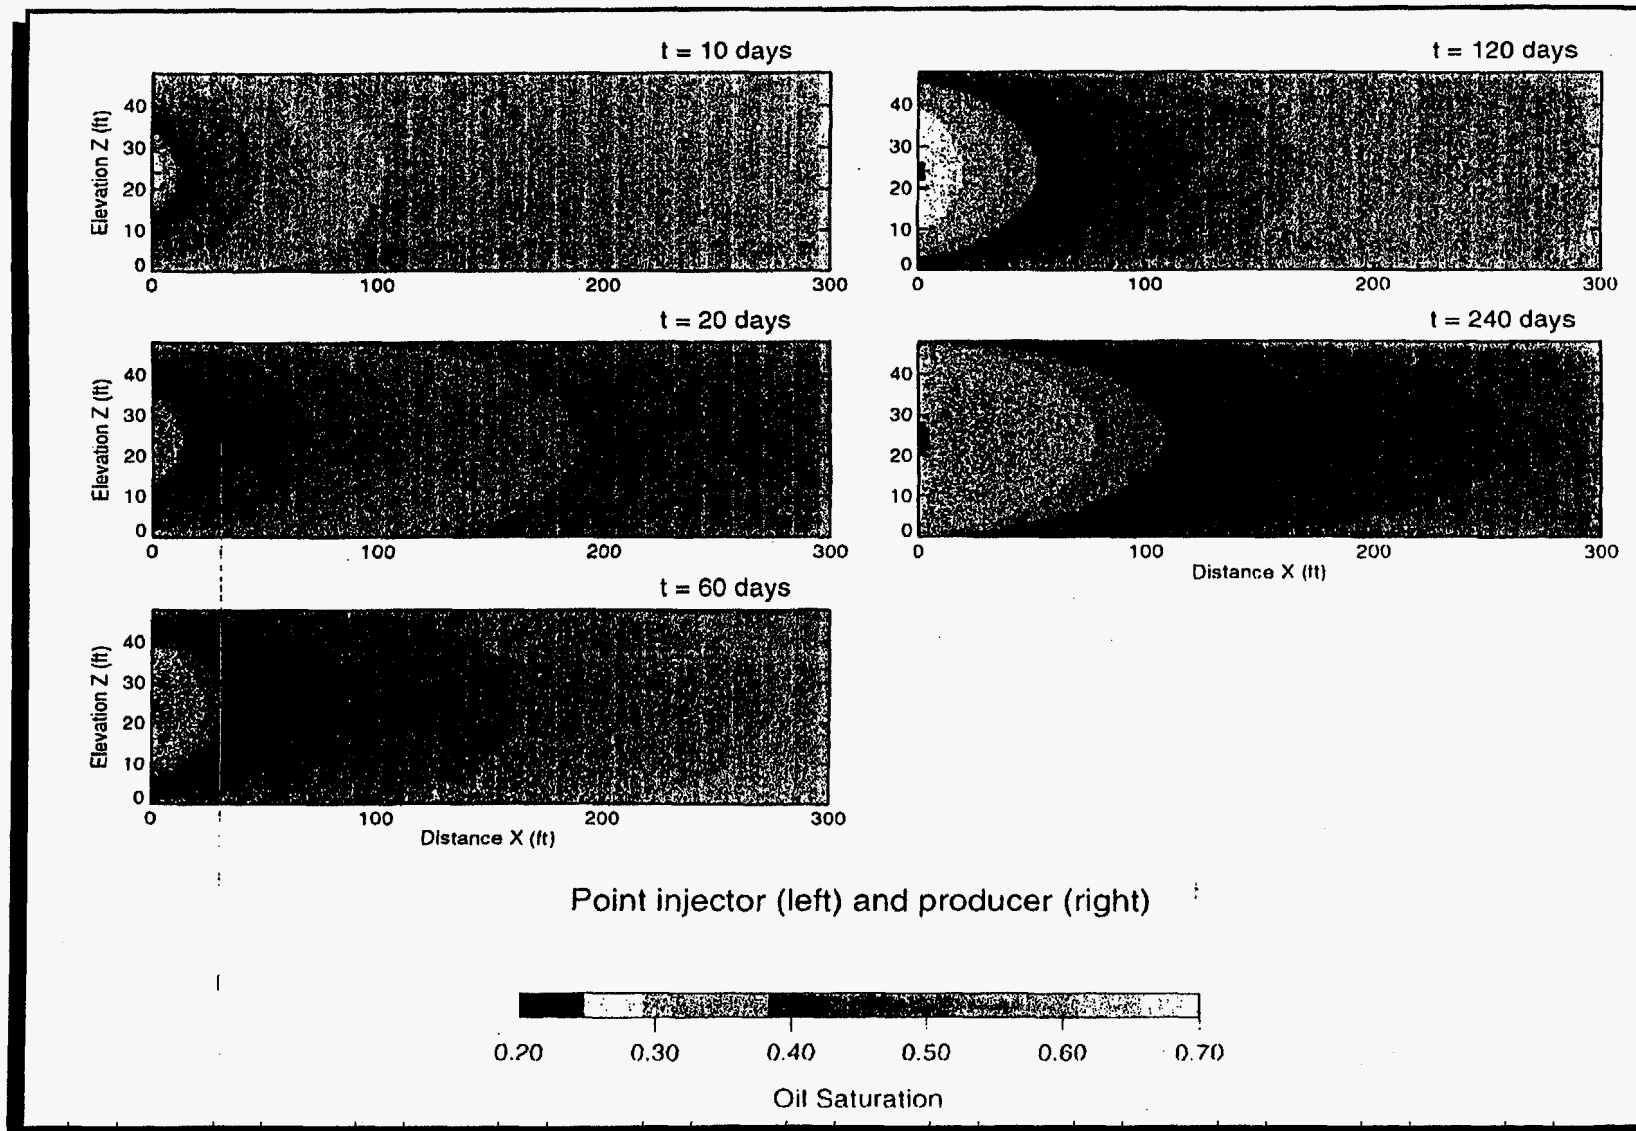 t = 10 days
Elevation Z (ft)
40
30
20
10
0
0 100 200 300
t = 120 days
40
30
20
10
0
0 100 200 300
t = 20 days
Elevation Z (ft)
40
30
20
10
0
0 100 200 300
t = 240 days
40
30
20
10
0
0 100 200 300
Distance X (ft)
t = 60 days
Elevation Z (ft)
40
30
20
10
0
0 100 200 300
Distance X (ft)
Point injector (left) and producer (right)
0.20 0.30 0.40 0.50 0.60 0.70
Oil Saturation